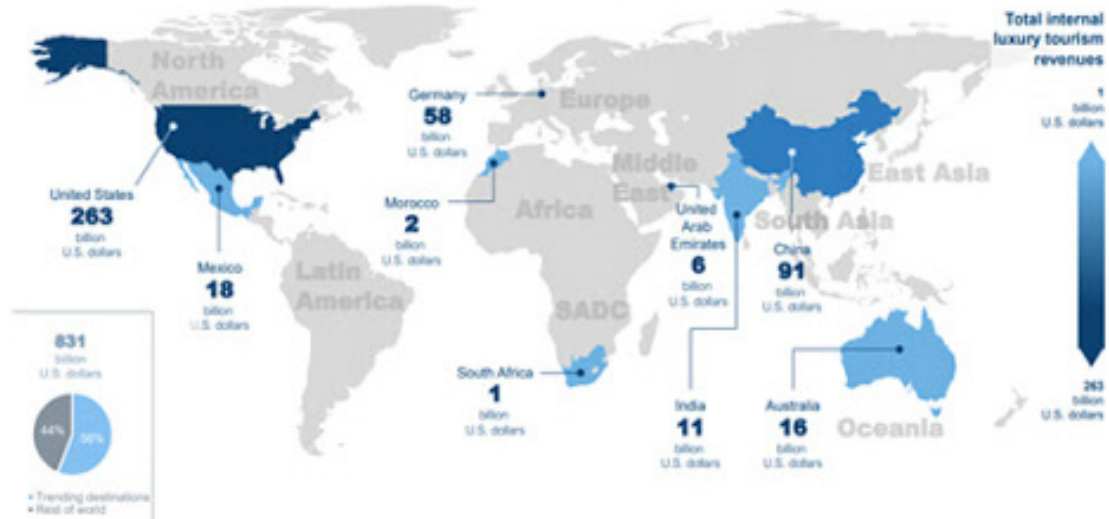 Total internal
luxury tourism
revenues
1
billion
U.S. dollars
263
billion
U.S. dollars
North
America
Europe
Middle
East
East Asia
South Asia
Africa
Latin
America
SADC
Oceania
Germany
58
billion
U.S. dollars
United States
263
billion
U.S. dollars
Morocco
2
billion
U.S. dollars
United
Arab
Emirates
6
billion
U.S. dollars
China
91
billion
U.S. dollars
Mexico
18
billion
U.S. dollars
South Africa
1
billion
U.S. dollars
India
11
billion
U.S. dollars
Australia
16
billion
U.S. dollars
831
billion
U.S. dollars
44%
56%
Trending destinations
Rest of world